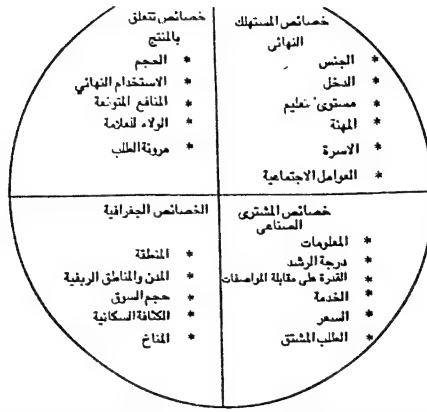 خصائص المستهلك
النهائى
* الجنس
* الدخل
* مستوى تعليم
* المهنة
* الاسرة
* العوامل الاجتماعية
خصائص تتعلق
بالمنتج
* الحجم
* الاستخدام النهائي
* المنافع المتوقعة
* الولاء للعلامة
* مرونة الطلب
خصائص المشترى
الصناعى
* المعلومات
* درجة الرشد
* القدرة على مقابلة المواصفات
* الخدمة
* السعر
* الطلب المشتق
الخصائص الجغرافية
* المنطقة
* المدن والمناطق الريفية
* حجم السوق
* الكثافة السكانية
* المناخ